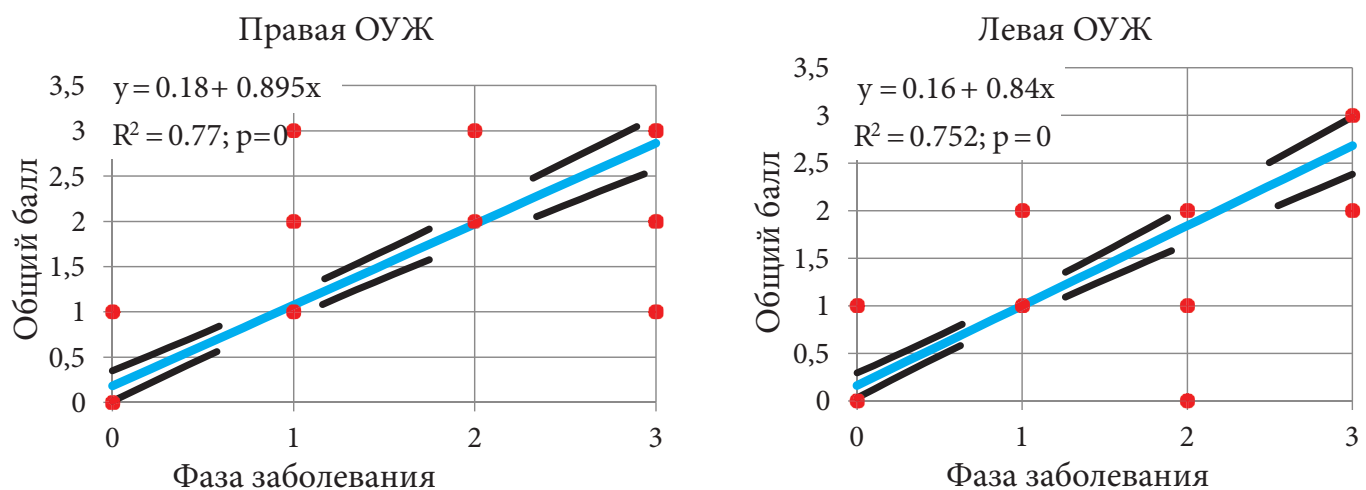 Правая ОУЖ
y = 0.18 + 0.895x
R² = 0.77; p=0
Общий балл
3,5
3
2,5
2
1,5
1
0,5
0
0 1 2 3
Фаза заболевания
Левая ОУЖ
y = 0.16 + 0.84x
R² = 0.752; p = 0
Общий балл
3,5
3
2,5
2
1,5
1
0,5
0
0 1 2 3
Фаза заболевания